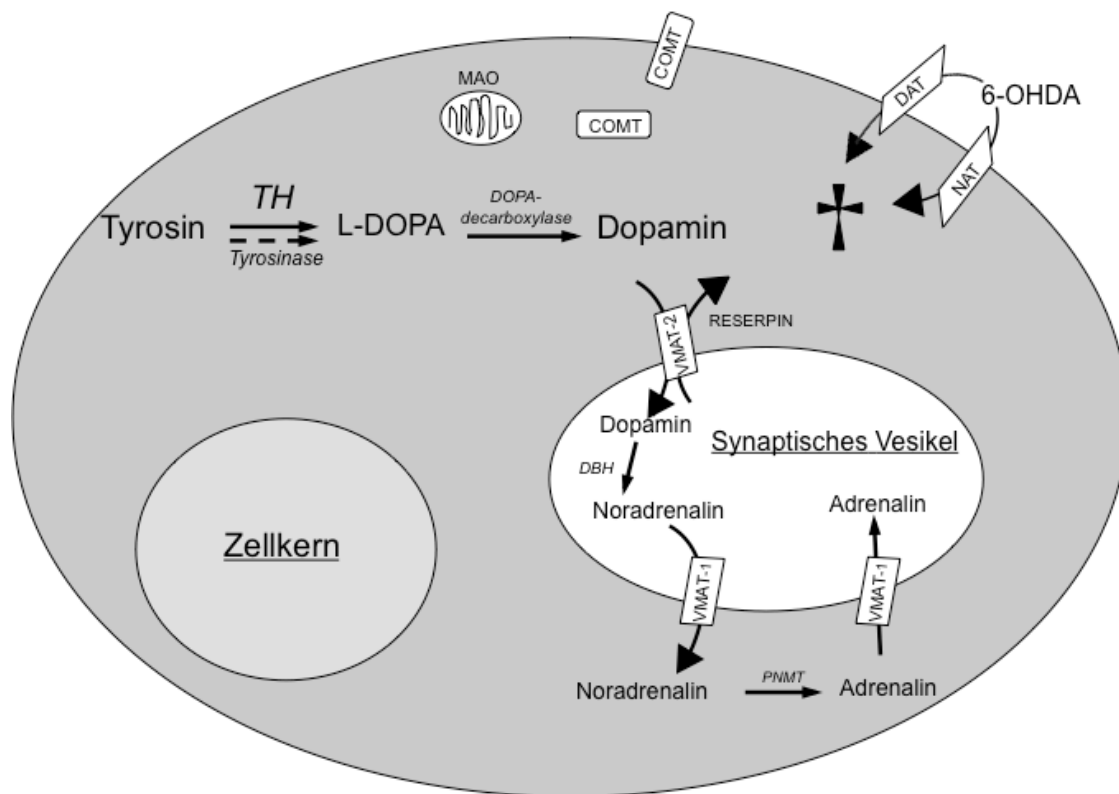 COMT
MAO
COMT
DAT
6-OHDA
NAT
TH
Tyrosin
Tyrosinase
L-DOPA
DOPA-
decarboxylase
Dopamin
VMAT-2
RESERPIN
Dopamin
Synaptisches Vesikel
DBH
Noradrenalin
Adrenalin
Zellkern
VMAT-1
VMAT-1
Noradrenalin
PNMT
Adrenalin